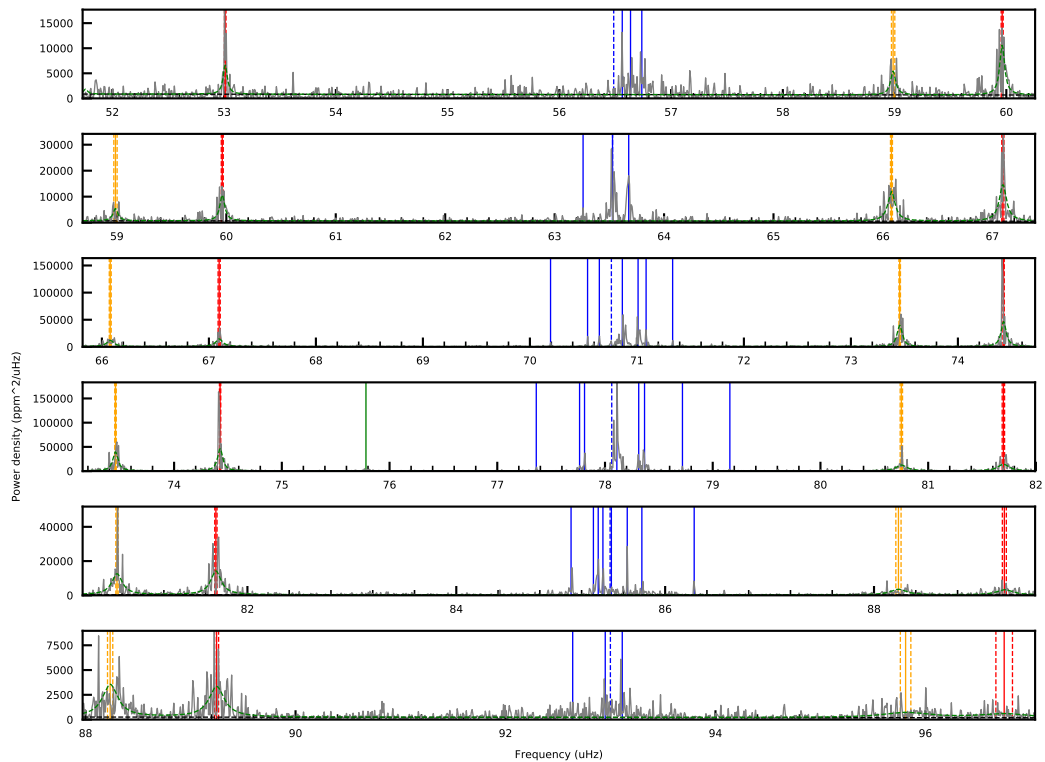 15000
10000
5000
0
52 53 54 55 56 57 58 59 60
30000
20000
10000
0
59 60 61 62 63 64 65 66 67
150000
100000
50000
0
66 67 68 69 70 71 72 73 74
Power density (ppm^2/uHz)
150000
100000
50000
0
74 75 76 77 78 79 80 81 82
40000
20000
0
82 84 86 88
7500
5000
2500
0
88 90 92 94 96
Frequency (uHz)